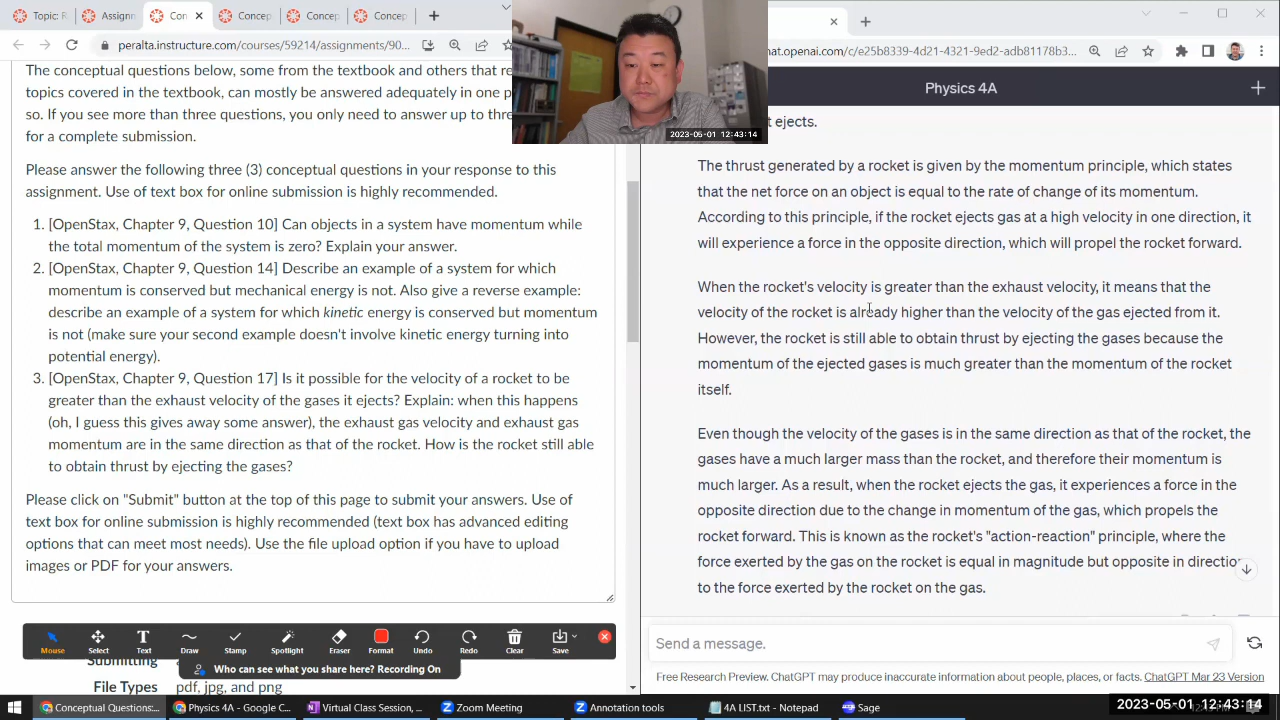 Topic: C
Assignm
Con
Concep
Concep
Concep
peralta.instructure.com/courses/59214/assignments/90...
hat.openai.com/c/e25b8339-4d21-4321-9ed2-adb81178b3...
2023-05-01 12:43:14
Physics 4A
The conceptual questions below, some from the textbook and others that re
topics covered in the textbook, can mostly be answered adequately in one p
so. If you see more than three questions, you only need to answer up to thre
for a complete submission.
Please answer the following three (3) conceptual questions in your response to this
assignment. Use of text box for online submission is highly recommended.
1. [OpenStax, Chapter 9, Question 10] Can objects in a system have momentum while
the total momentum of the system is zero? Explain your answer.
2. [OpenStax, Chapter 9, Question 14] Describe an example of a system for which
momentum is conserved but mechanical energy is not. Also give a reverse example:
describe an example of a system for which kinetic energy is conserved but momentum
is not (make sure your second example doesn't involve kinetic energy turning into
potential energy).
3. [OpenStax, Chapter 9, Question 17] Is it possible for the velocity of a rocket to be
greater than the exhaust velocity of the gases it ejects? Explain: when this happens
(oh, I guess this gives away some answer), the exhaust gas velocity and exhaust gas
momentum are in the same direction as that of the rocket. How is the rocket still able
to obtain thrust by ejecting the gases?
Please click on "Submit" button at the top of this page to submit your answers. Use of
text box for online submission is highly recommended (text box has advanced editing
options that can meet most needs). Use the file upload option if you have to upload
images or PDF for your answers.
t ejects.
The thrust generated by a rocket is given by the momentum principle, which states
that the net force on an object is equal to the rate of change of its momentum.
According to this principle, if the rocket ejects gas at a high velocity in one direction, it
will experience a force in the opposite direction, which will propel the rocket forward.
When the rocket's velocity is greater than the exhaust velocity, it means that the
velocity of the rocket is already higher than the velocity of the gas ejected from it.
However, the rocket is still able to obtain thrust by ejecting the gases because the
momentum of the ejected gases is much greater than the momentum of the rocket
itself.
Even though the velocity of the gases is in the same direction as that of the rocket, the
gases have a much larger mass than the rocket, and therefore their momentum is
much larger. As a result, when the rocket ejects the gas, it experiences a force in the
opposite direction due to the change in momentum of the gas, which propels the
rocket forward. This is known as the rocket's "action-reaction" principle, where the
force exerted by the gas on the rocket is equal in magnitude but opposite in direction
to the force exerted by the rocket on the gas.
Send a message.
Free Research Preview. ChatGPT may produce inaccurate information about people, places, or facts. ChatGPT Mar 23 Version
Mouse
Select
Text
Draw
Stamp
Spotlight
Eraser
Format
Undo
Redo
Clear
Save
Who can see what you share here? Recording On
Submitting
File Types
pdf, jpg, and png
Conceptual Questions:...
Physics 4A - Google C...
Virtual Class Session, ...
Zoom Meeting
Annotation tools
4A LIST.txt - Notepad
Sage
2023-05-01 12:43:14